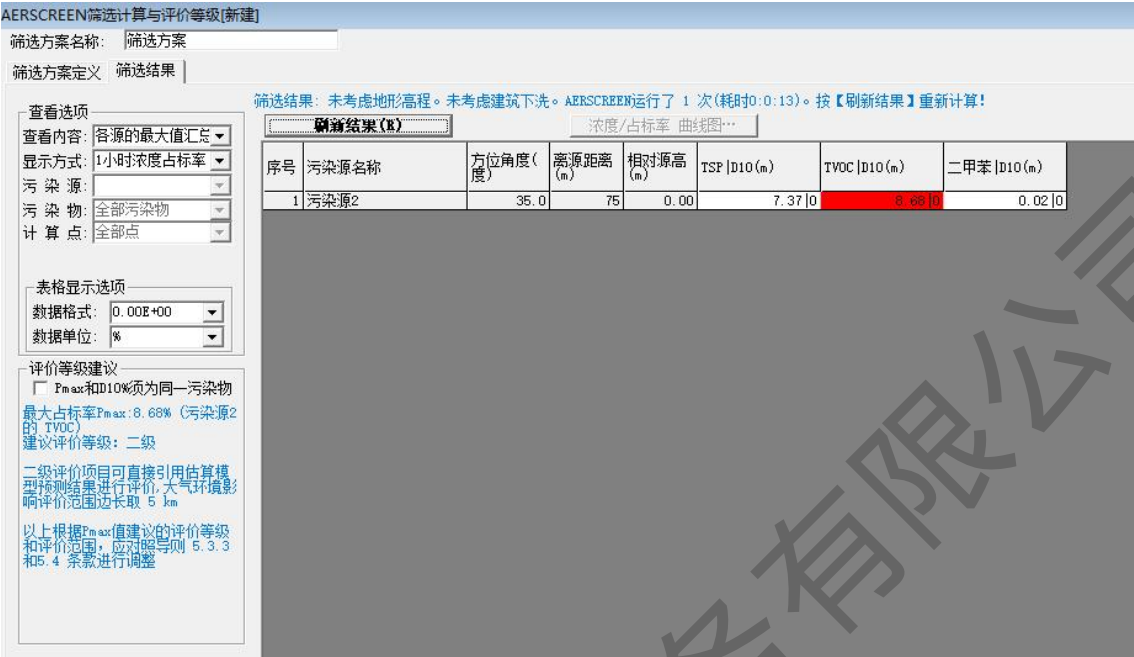 AERSCREEN筛选计算与评价等级[新建]
筛选方案名称: 筛选方案
筛选方案定义 筛选结果
查看选项
查看内容: 各源的最大值汇总
显示方式: 1小时浓度占标率
污 染 源:
污 染 物: 全部污染物
计 算 点: 全部点
表格显示选项
数据格式: 0.00E+00
数据单位: %
评价等级建议
Pmax和D10%须为同一污染物
最大占标率Pmax:8.68% (污染源2
的 TVOC)
建议评价等级: 二级
二级评价项目可直接引用估算模
型预测结果进行评价,大气环境影
响评价范围边长取 5 km
以上根据Pmax值建议的评价等级
和评价范围, 应对照导则 5.3.3
和5.4 条款进行调整
筛选结果: 未考虑地形高程。未考虑建筑下洗。AERSCREEN运行了 1 次(耗时0:0:13)。按【刷新结果】重新计算!
刷新结果(R) 浓度/占标率 曲线图…
序号 污染源名称 方位角度(度) 离源距离(m) 相对源高(m) TSP|D10(m) TVOC|D10(m) 二甲苯|D10(m)
1 污染源2 35.0 75 0.00 7.37|0 8.68|0 0.02|0
务有限公司